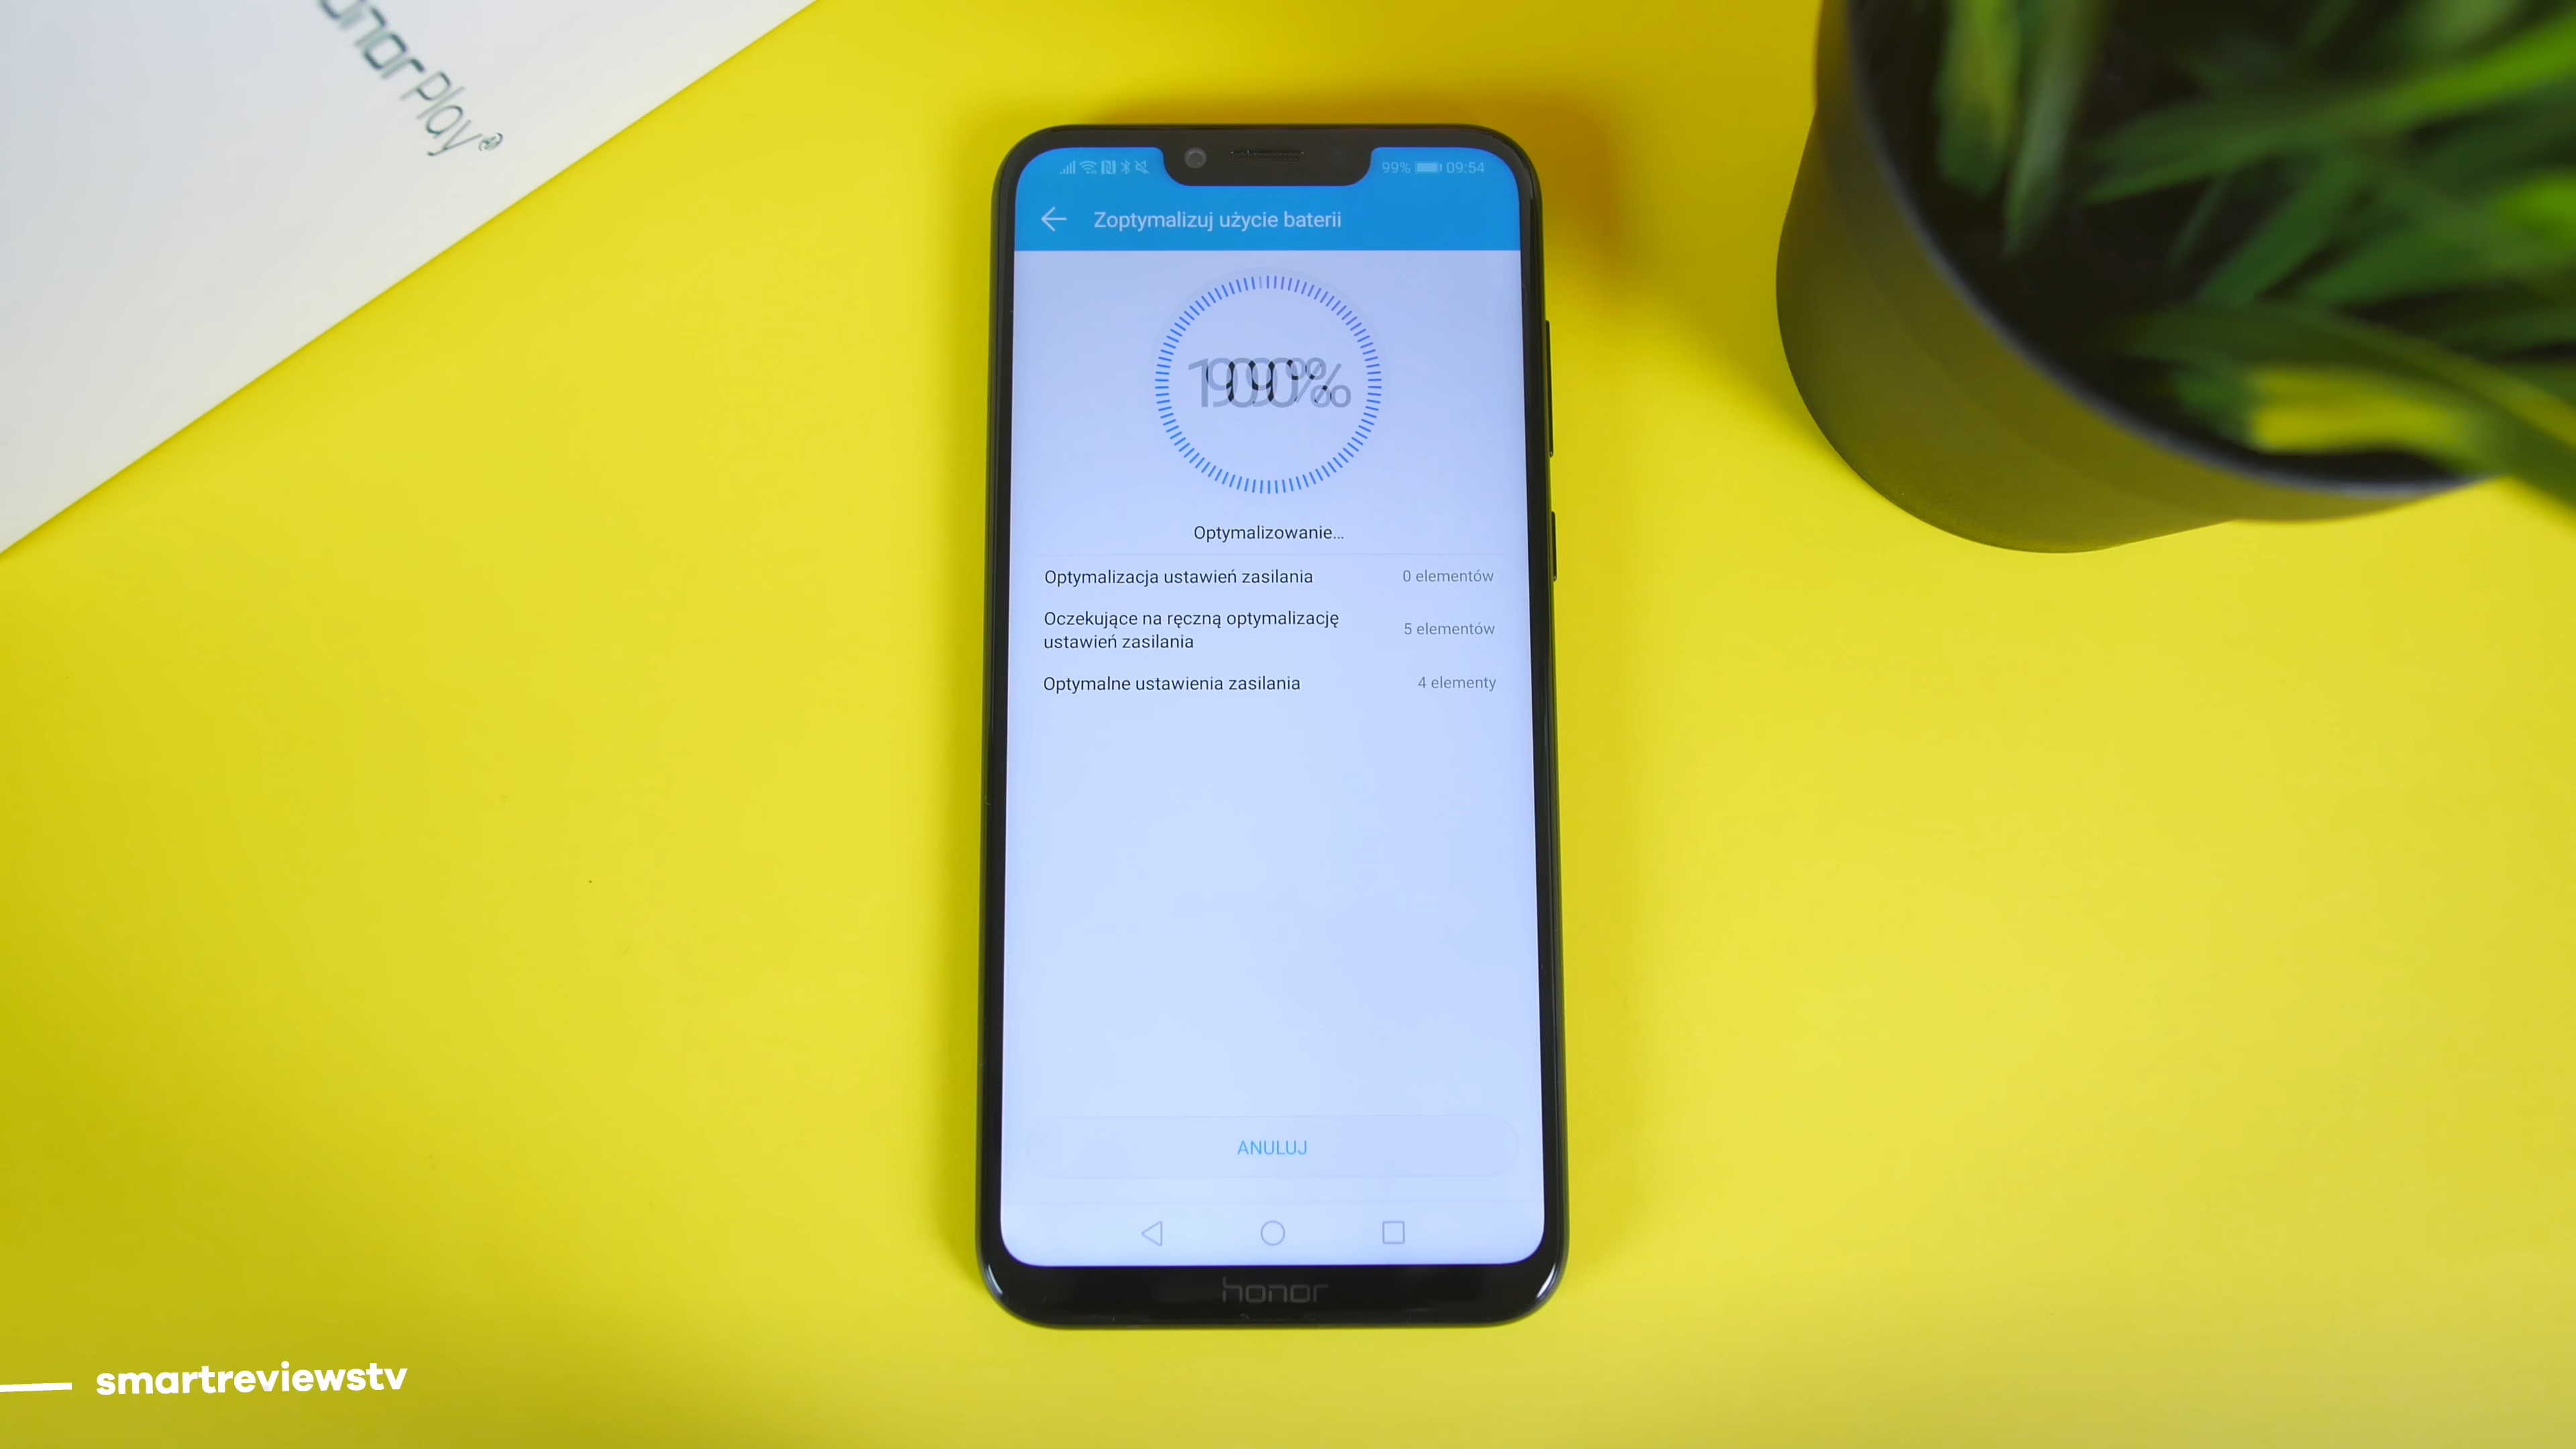 honor Play
99% 09:54
Zoptymalizuj użycie baterii
Optymalizowanie...
Optymalizacja ustawień zasilania 0 elementów
Oczekujące na ręczną optymalizację
ustawień zasilania
5 elementów
Optymalne ustawienia zasilania 4 elementy
ANULUJ
honor
smartreviewstv